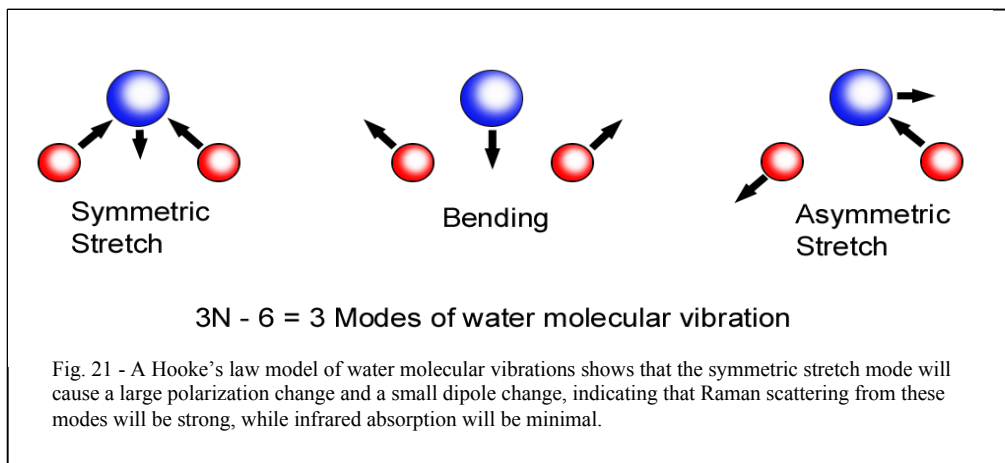 Symmetric
Stretch
Bending
Asymmetric
Stretch
3N - 6 = 3 Modes of water molecular vibration
Fig. 21 - A Hooke’s law model of water molecular vibrations shows that the symmetric stretch mode will
cause a large polarization change and a small dipole change, indicating that Raman scattering from these
modes will be strong, while infrared absorption will be minimal.